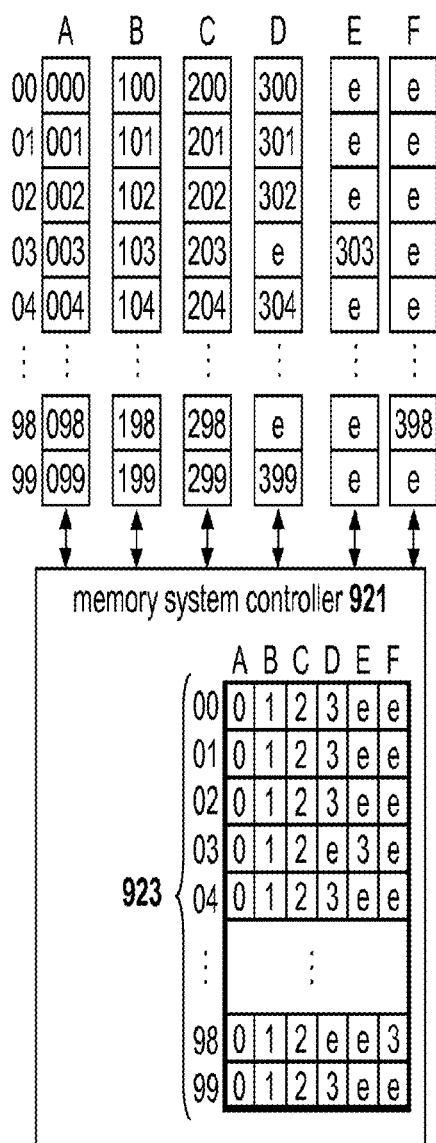 A B C D E F
00 000 100 200 300 e e
01 001 101 201 301 e e
02 002 102 202 302 e e
03 003 103 203 e 303 e
04 004 104 204 304 e e
98 098 198 298 e e 398
99 099 199 299 399 e e
memory system controller 921
A B C D E F
00 0 1 2 3 e e
01 0 1 2 3 e e
02 0 1 2 3 e e
03 0 1 2 e 3 e
923 04 0 1 2 3 e e
98 0 1 2 e e 3
99 0 1 2 3 e e